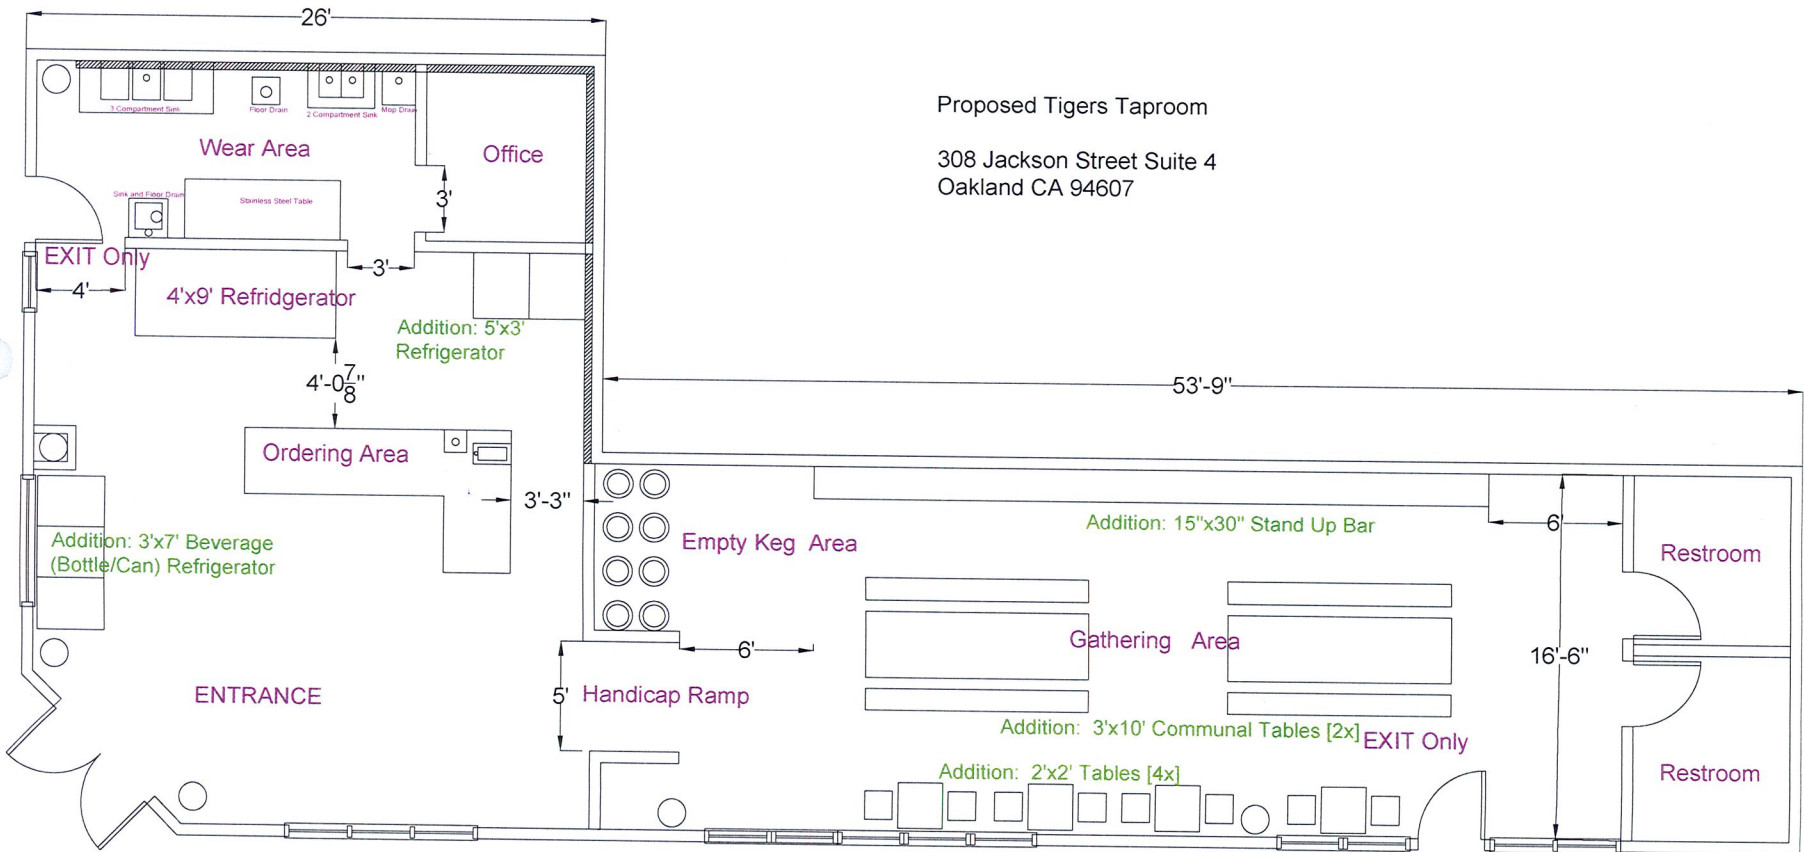 26'
Proposed Tigers Taproom
308 Jackson Street Suite 4
Oakland CA 94607
3 Compartment Sink
Floor Drain
2 Compartment Sink
Mop Drain
Wear Area
Office
Sink and Floor Drain
Stainless Steel Table
3'
EXIT Only
4'
3'
4'x9' Refridgerator
Addition: 5'x3'
Refrigerator
4'-0 7/8"
53'-9"
Ordering Area
3'-3"
Addition: 15"x30" Stand Up Bar
6'
Addition: 3'x7' Beverage
(Bottle/Can) Refrigerator
Empty Keg Area
Restroom
Gathering Area
6'
16'-6"
ENTRANCE
5'
Handicap Ramp
Addition: 3'x10' Communal Tables [2x]
EXIT Only
Addition: 2'x2' Tables [4x]
Restroom